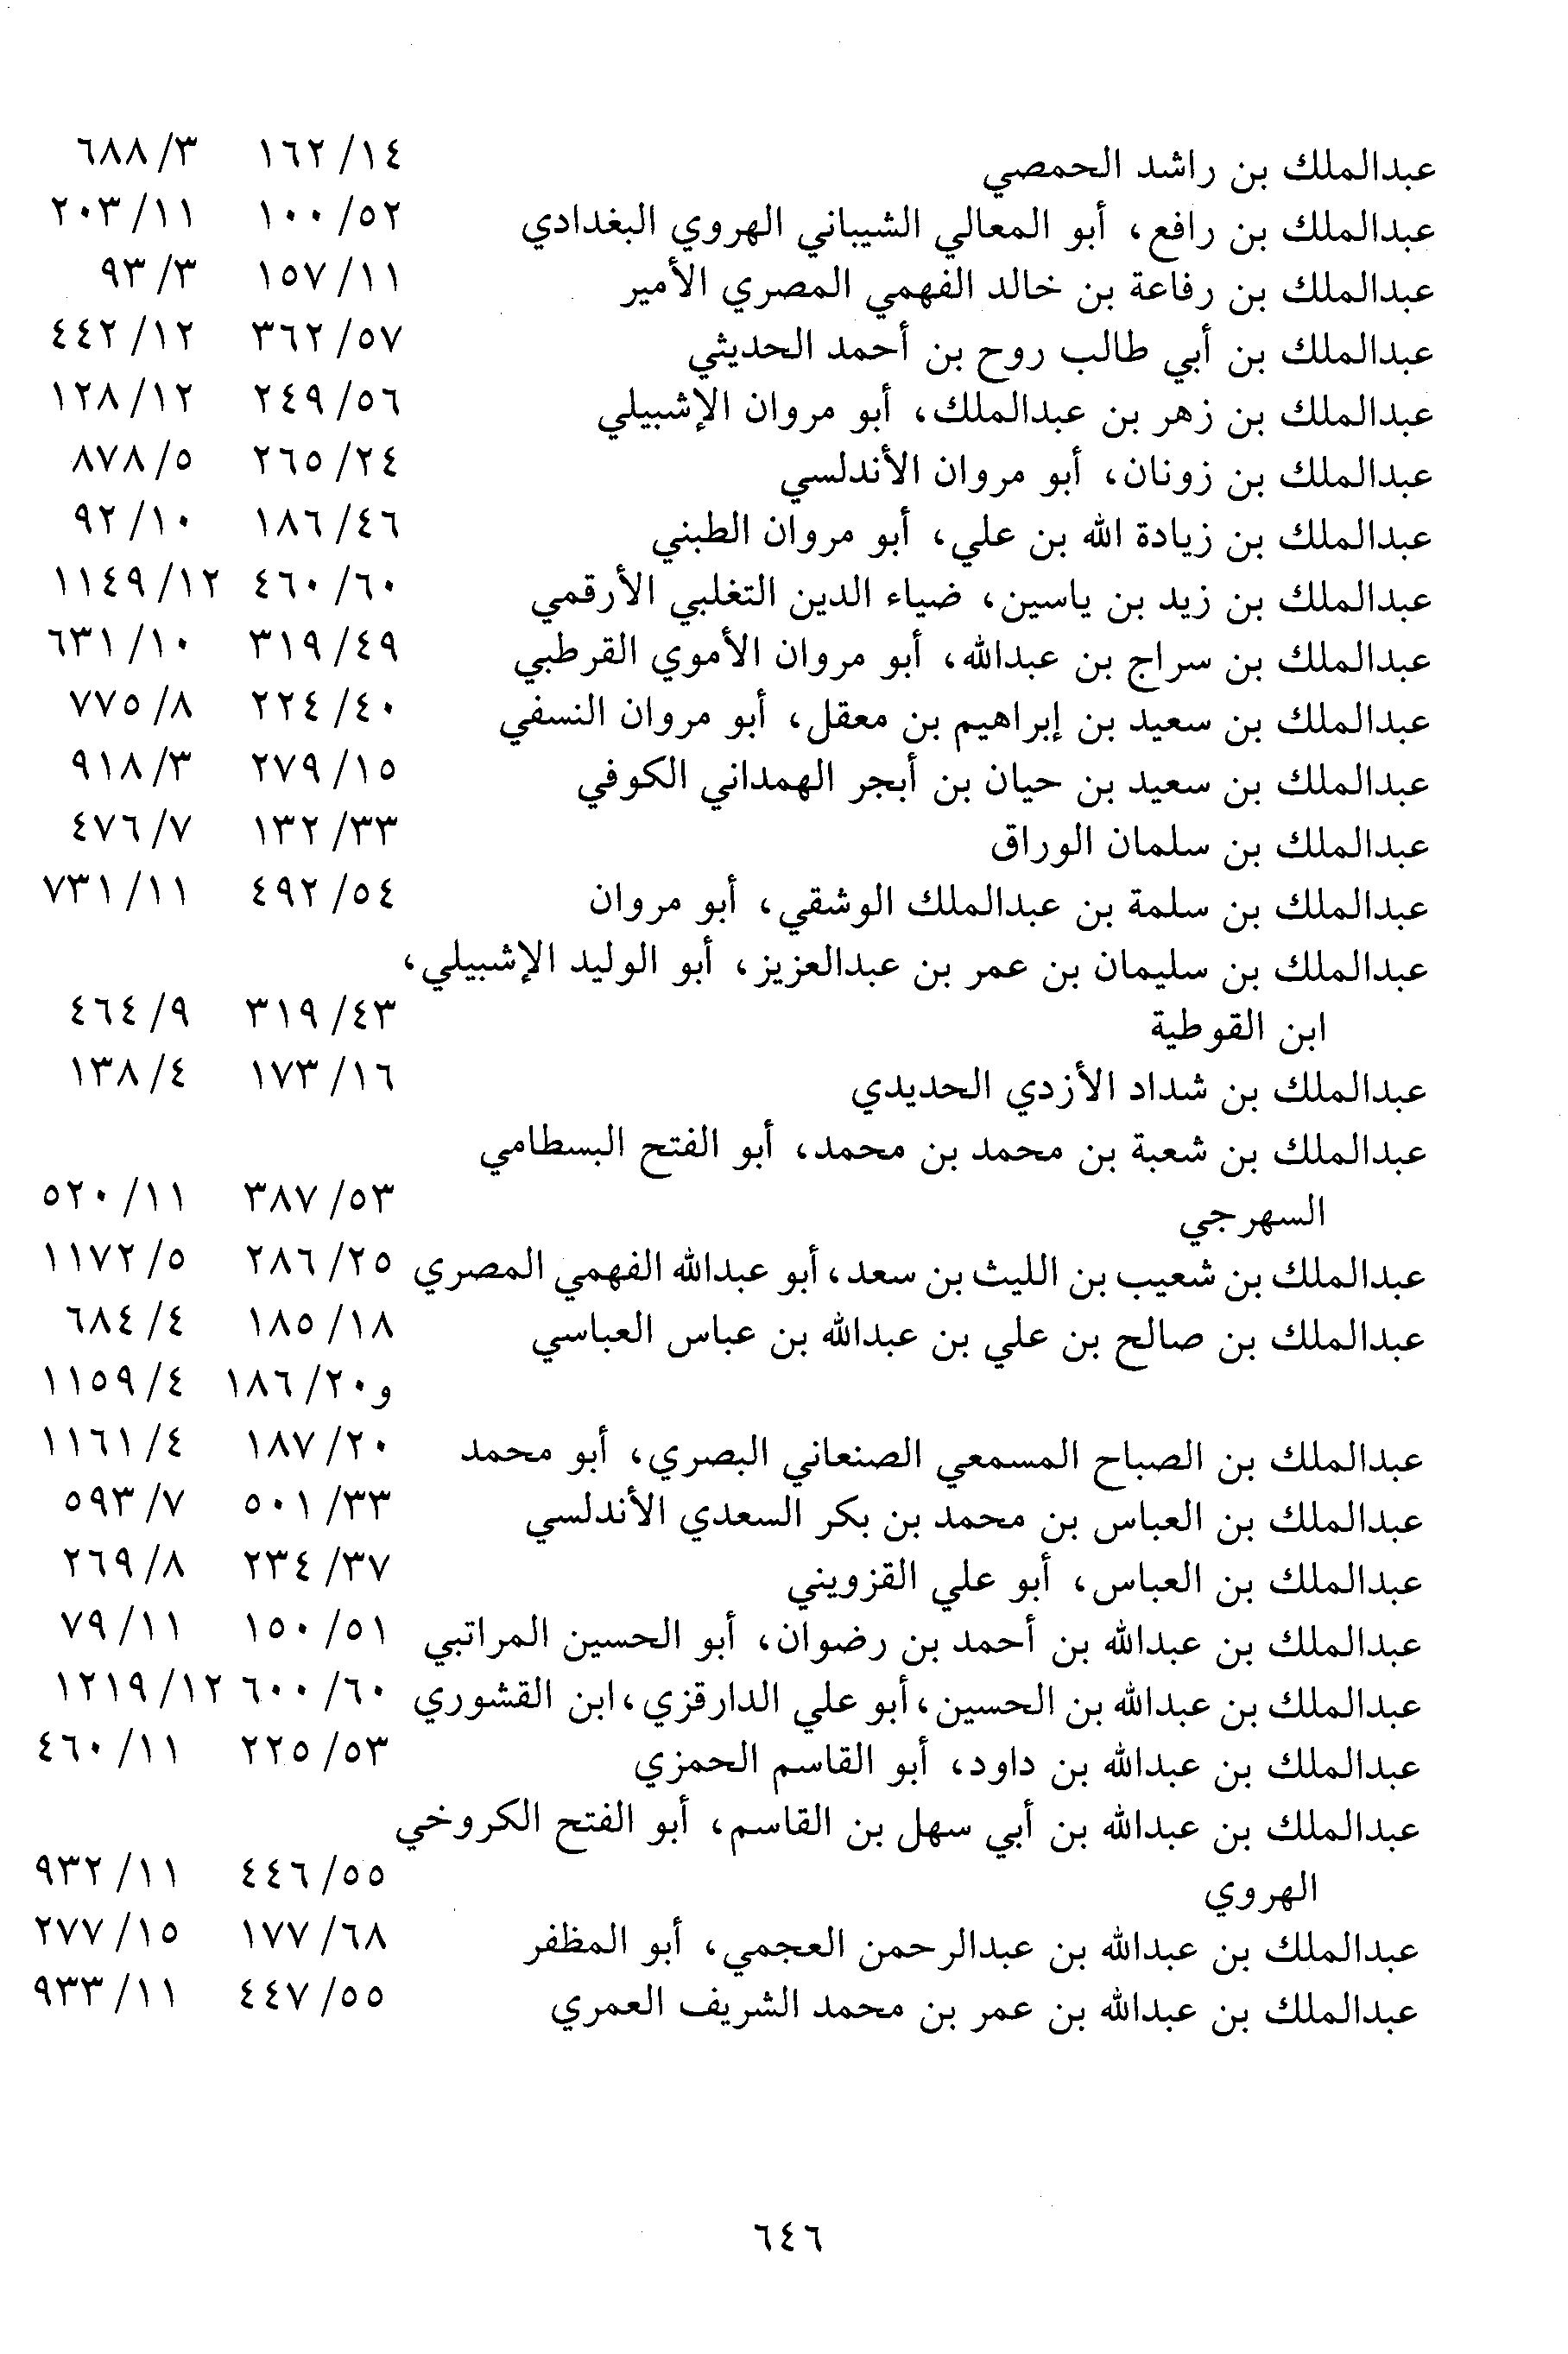 عبدالملك بن راشد الحمصي ١٤/ ١٦٢ ٣/ ٦٨٨
عبدالملك بن رافع، أبو المعالي الشيباني الهروي البغدادي ٥٢/ ١٠٠ ١١/ ٢٠٣
عبدالملك بن رفاعة بن خالد الفهمي المصري الأمير ١١/ ١٥٧ ٣/ ٩٣
عبدالملك بن أبي طالب روح بن أحمد الحديثي ٥٧/ ٣٦٢ ١٢/ ٤٤٢
عبدالملك بن زهر بن عبدالملك، أبو مروان الإشبيلي ٥٦/ ٢٤٩ ١٢/ ١٢٨
عبدالملك بن زونان، أبو مروان الأندلسي ٢٤/ ٢٦٥ ٥/ ٨٧٨
عبدالملك بن زيادة الله بن علي، أبو مروان الطبني ٤٦/ ١٨٦ ١٠/ ٩٢
عبدالملك بن زيد بن ياسين، ضياء الدين التغلبي الأرقمي ٦٠/ ٤٦٠ ١٢/ ١١٤٩
عبدالملك بن سراج بن عبدالله، أبو مروان الأموي القرطبي ٤٩/ ٣١٩ ١٠/ ٦٣١
عبدالملك بن سعيد بن إبراهيم بن معقل، أبو مروان النسفي ٤٠/ ٢٢٤ ٨/ ٧٧٥
عبدالملك بن سعيد بن حيان بن أبجر الهمداني الكوفي ١٥/ ٢٧٩ ٣/ ٩١٨
عبدالملك بن سلمان الوراق ٣٣/ ١٣٢ ٧/ ٤٧٦
عبدالملك بن سلمة بن عبدالملك الوشقي، أبو مروان ٥٤/ ٤٩٢ ١١/ ٧٣١
عبدالملك بن سليمان بن عمر بن عبدالعزيز، أبو الوليد الإشبيلي،
ابن القوطية ٤٣/ ٣١٩ ٩/ ٤٦٤
عبدالملك بن شداد الأزدي الحديدي ١٦/ ١٧٣ ٤/ ١٣٨
عبدالملك بن شعبة بن محمد بن محمد، أبو الفتح البسطامي
السهرجي ٥٣/ ٣٨٧ ١١/ ٥٢٠
عبدالملك بن شعيب بن الليث بن سعد، أبو عبدالله الفهمي المصري ٢٥/ ٢٨٦ ٥/ ١١٧٢
عبدالملك بن صالح بن علي بن عبدالله بن عباس العباسي ١٨/ ١٨٥ ٤/ ٦٨٤
و٢٠/ ١٨٦ ٤/ ١١٥٩
عبدالملك بن الصباح المسمعي الصنعاني البصري، أبو محمد ٢٠/ ١٨٧ ٤/ ١١٦١
عبدالملك بن العباس بن محمد بن بكر السعدي الأندلسي ٣٣/ ٥٠١ ٧/ ٥٩٣
عبدالملك بن العباس، أبو علي القزويني ٣٧/ ٢٣٤ ٨/ ٢٦٩
عبدالملك بن عبدالله بن أحمد بن رضوان، أبو الحسين المراتبي ٥١/ ١٥٠ ١١/ ٧٩
عبدالملك بن عبدالله بن الحسين، أبو علي الدارقزي، ابن القشوري ٦٠/ ٦٠٠ ١٢/ ١٢١٩
عبدالملك بن عبدالله بن داود، أبو القاسم الحمزي ٥٣/ ٢٢٥ ١١/ ٤٦٠
عبدالملك بن عبدالله بن أبي سهل بن القاسم، أبو الفتح الكروخي
الهروي ٥٥/ ٤٤٦ ١١/ ٩٣٢
عبدالملك بن عبدالله بن عبدالرحمن العجمي، أبو المظفر ٦٨/ ١٧٧ ١٥/ ٢٧٧
عبدالملك بن عبدالله بن عمر بن محمد الشريف العمري ٥٥/ ٤٤٧ ١١/ ٩٣٣
٦٤٦